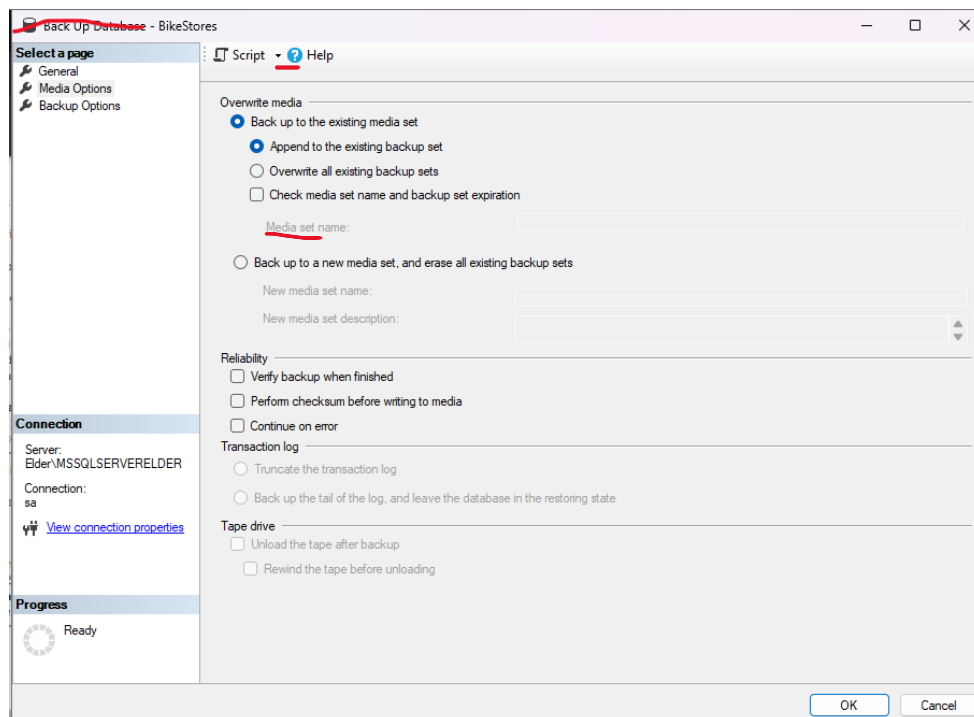 Back Up Database - BikeStores
Select a page
General
Media Options
Backup Options
Script
Help
Overwrite media
Back up to the existing media set
Append to the existing backup set
Overwrite all existing backup sets
Check media set name and backup set expiration
Media set name:
Back up to a new media set, and erase all existing backup sets
New media set name:
New media set description:
Reliability
Verify backup when finished
Perform checksum before writing to media
Continue on error
Transaction log
Truncate the transaction log
Back up the tail of the log, and leave the database in the restoring state
Tape drive
Unload the tape after backup
Rewind the tape before unloading
Connection
Server:
Elder\MSSQLSERVERELDER
Connection:
sa
View connection properties
Progress
Ready
OK
Cancel